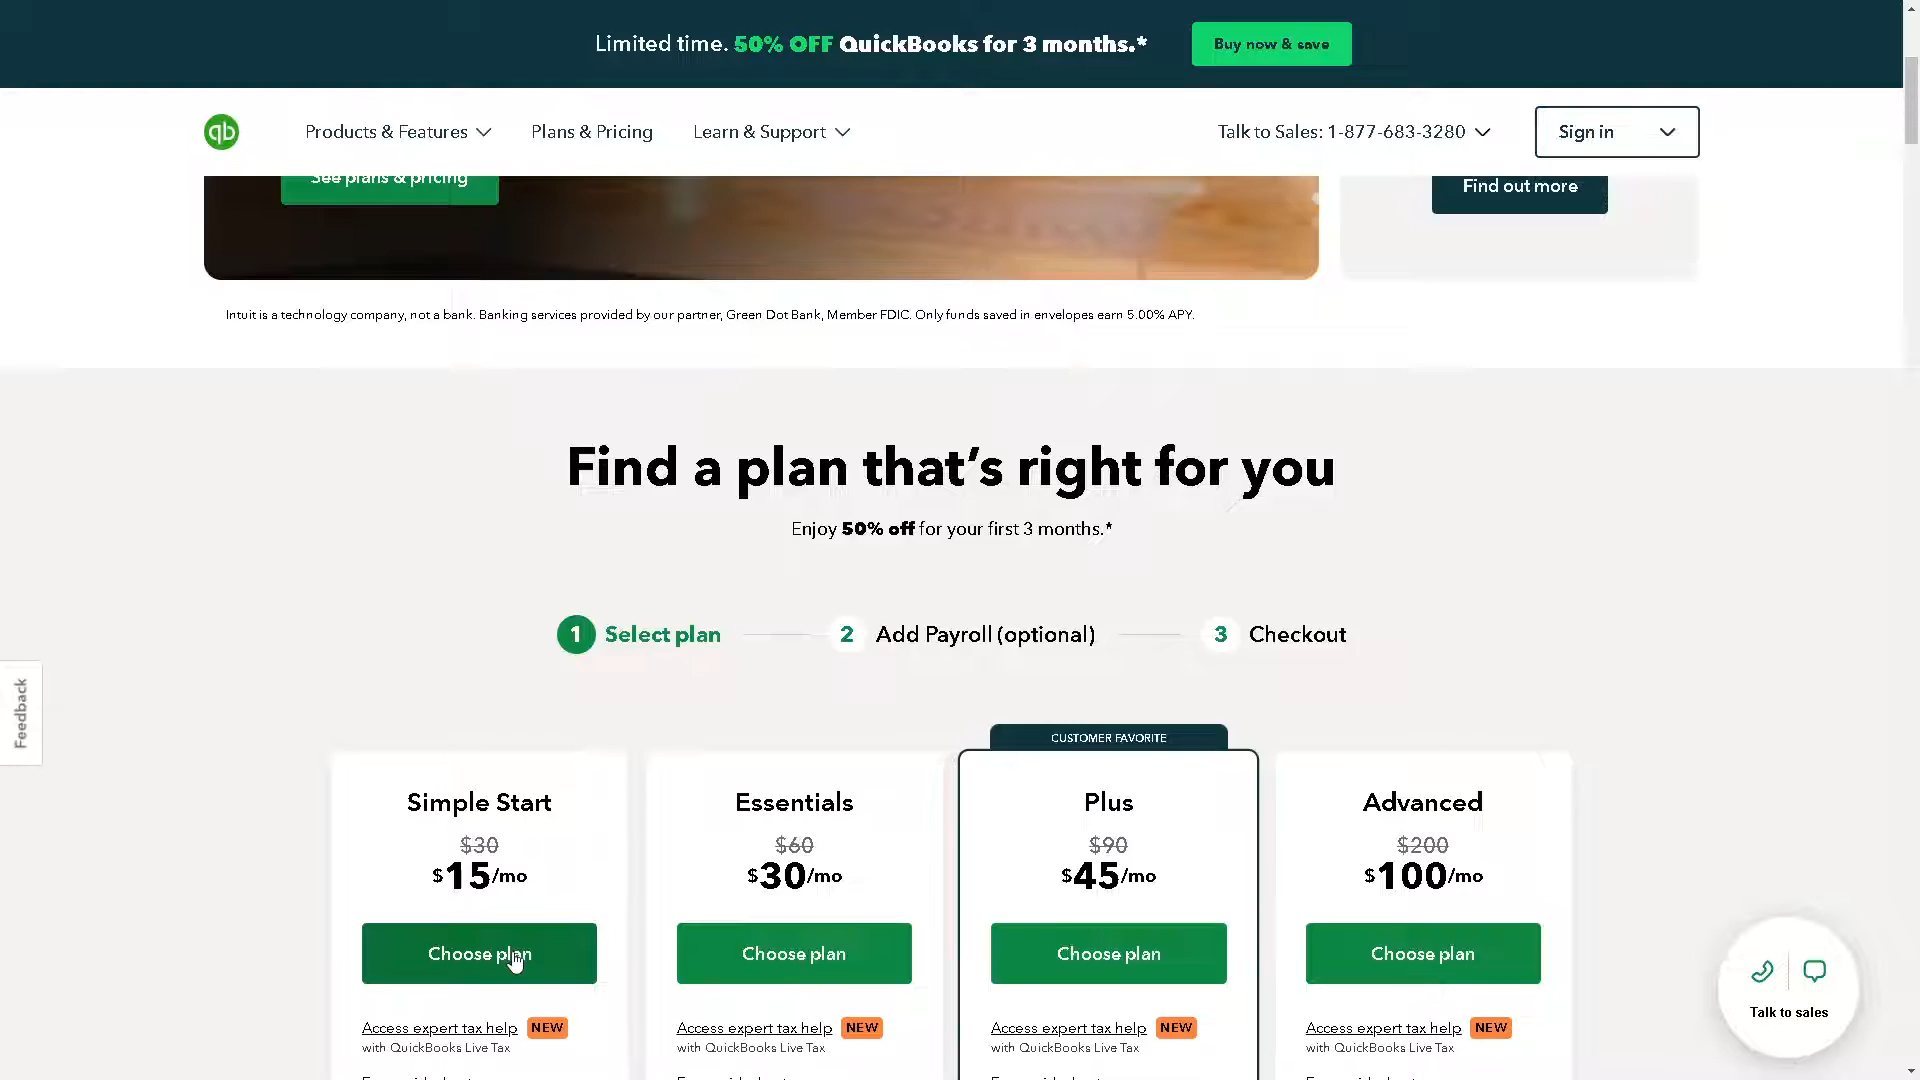 Limited time. 50% OFF QuickBooks for 3 months.*
Buy now & save
qb
Products & Features
Plans & Pricing
Learn & Support
Talk to Sales: 1-877-683-3280
Sign in
See plans & pricing
Find out more
Intuit is a technology company, not a bank. Banking services provided by our partner, Green Dot Bank, Member FDIC. Only funds saved in envelopes earn 5.00% APY.
Find a plan that's right for you
Enjoy 50% off for your first 3 months.*
1 Select plan
2 Add Payroll (optional)
3 Checkout
Feedback
CUSTOMER FAVORITE
Simple Start
$30
$15/mo
Choose plan
Access expert tax help NEW
with QuickBooks Live Tax
Essentials
$60
$30/mo
Choose plan
Access expert tax help NEW
with QuickBooks Live Tax
Plus
$90
$45/mo
Choose plan
Access expert tax help NEW
with QuickBooks Live Tax
Advanced
$200
$100/mo
Choose plan
Access expert tax help NEW
with QuickBooks Live Tax
Talk to sales